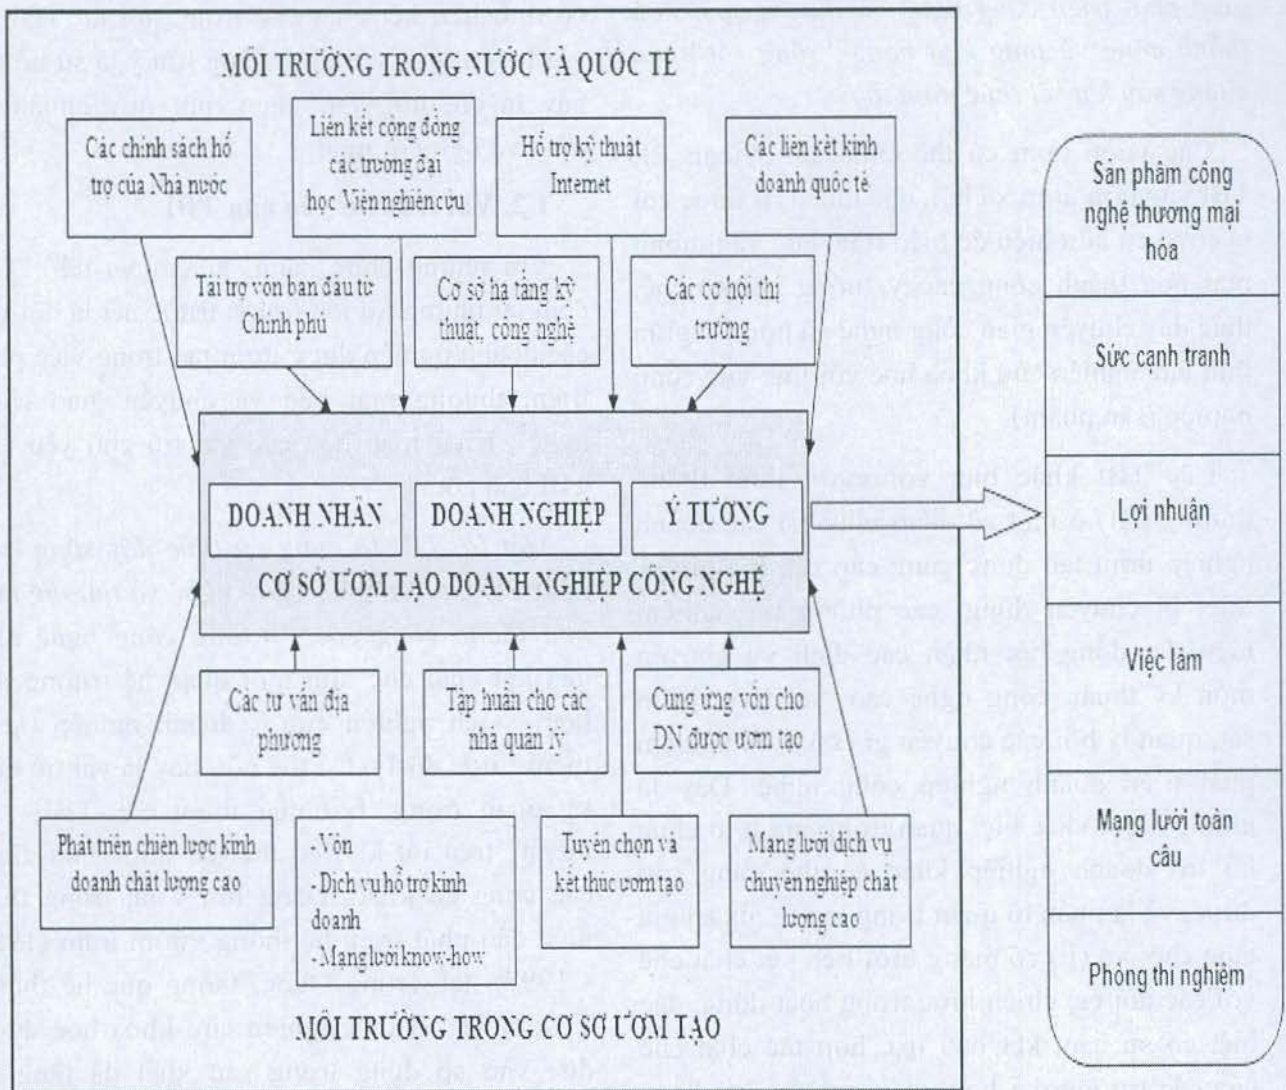 MÔI TRƯỜNG TRONG NƯỚC VÀ QUỐC TẾ
Các chính sách hỗ
trợ của Nhà nước
Liên kết cộng đồng
các trường đại
học Viện nghiên cứu
Hỗ trợ kỹ thuật
Internet
Các liên kết kinh
doanh quốc tế
Tài trợ vốn ban đầu từ
Chính phủ
Cơ sở hạ tầng kỹ
thuật, công nghệ
Các cơ hội thị
trường
DOANH NHÂN
DOANH NGHIỆP
Ý TƯỞNG
CƠ SỞ ƯƠM TẠO DOANH NGHIỆP CÔNG NGHỆ
Các tư vấn địa
phương
Tập huấn cho các
nhà quản lý
Cung ứng vốn cho
DN được ươm tạo
Phát triển chiến lược kinh
doanh chất lượng cao
- Vốn
- Dịch vụ hỗ trợ kinh
doanh
- Mạng lưới know-how
Tuyển chọn và
kết thúc ươm tạo
Mạng lưới dịch vụ
chuyên nghiệp chất
lượng cao
MÔI TRƯỜNG TRONG CƠ SỞ ƯƠM TẠO
Sản phẩm công
nghệ thương mại
hóa
Sức cạnh tranh
Lợi nhuận
Việc làm
Mạng lưới toàn
cầu
Phòng thí nghiệm